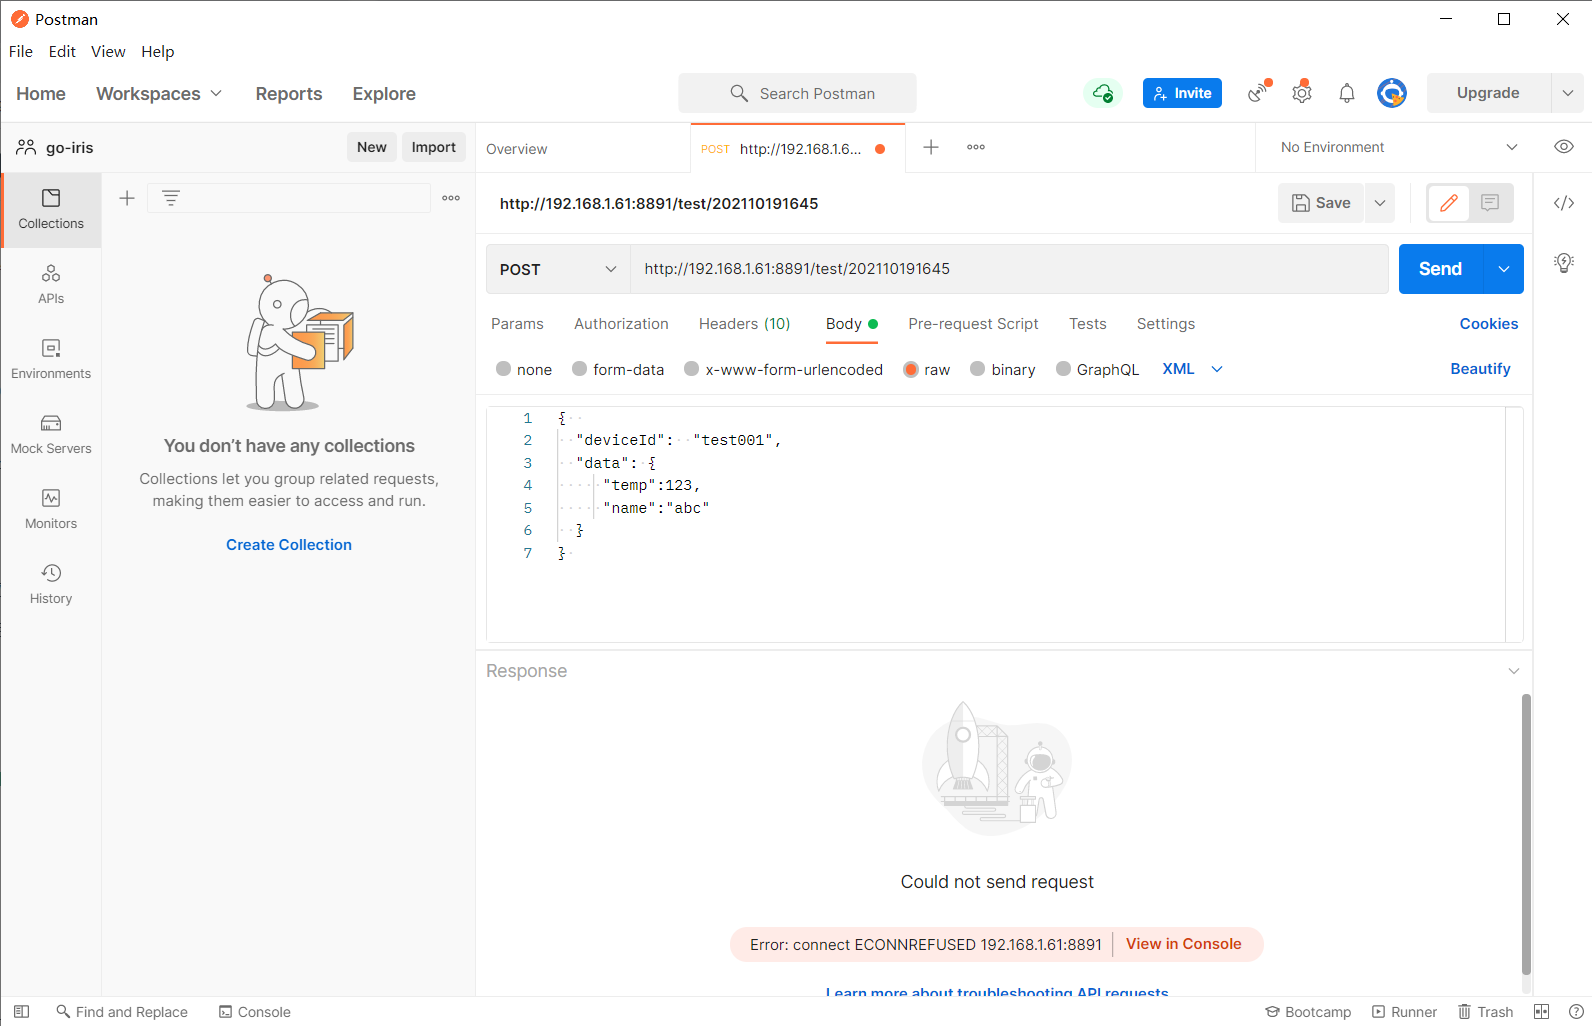 Postman
File Edit View Help
Home Workspaces Reports Explore Search Postman Invite Upgrade
go-iris New Import Overview POST http://192.168.1.6... No Environment
http://192.168.1.61:8891/test/202110191645 Save
Collections
POST http://192.168.1.61:8891/test/202110191645 Send
APIs
Params Authorization Headers (10) Body Pre-request Script Tests Settings Cookies
none form-data x-www-form-urlencoded raw binary GraphQL XML Beautify
Environments
1 {
2 "deviceId": "test001",
3 "data": {
4 "temp":123,
5 "name":"abc"
6 }
7 }
Mock Servers
Monitors
History
You don’t have any collections
Collections let you group related requests,
making them easier to access and run.
Create Collection
Response
Could not send request
Error: connect ECONNREFUSED 192.168.1.61:8891 View in Console
Learn more about troubleshooting API requests
Find and Replace Console Bootcamp Runner Trash